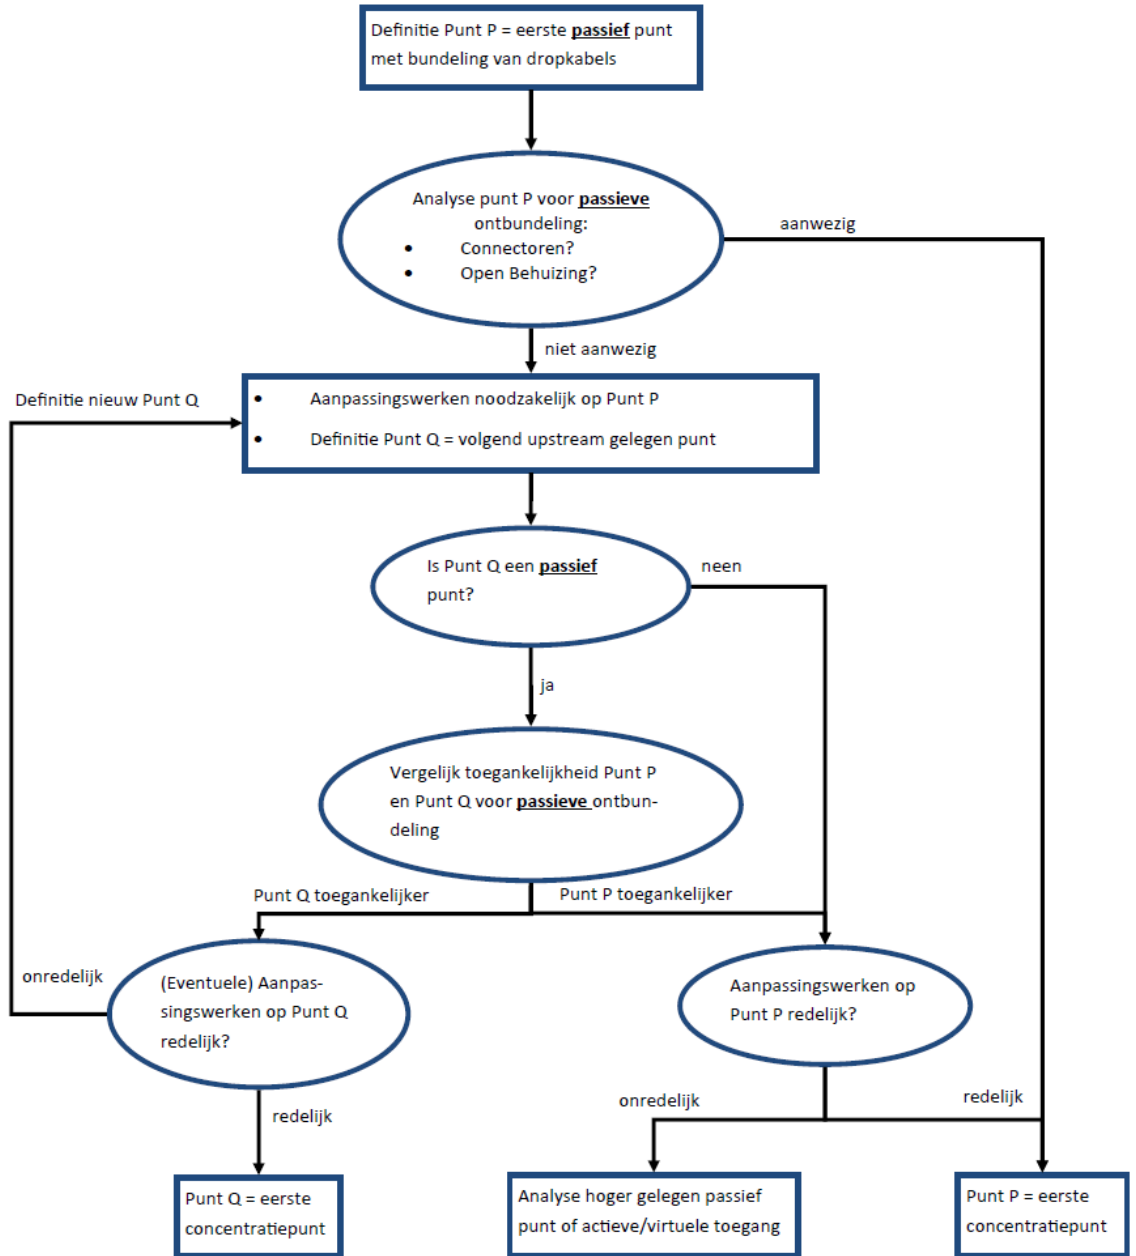 Definitie Punt P = eerste passief punt
met bundeling van dropkabels
Analyse punt P voor passieve
ontbundeling:
• Connectoren?
• Open Behuizing?
aanwezig
niet aanwezig
Definitie nieuw Punt Q
• Aanpassingswerken noodzakelijk op Punt P
• Definitie Punt Q = volgend upstream gelegen punt
Is Punt Q een passief
punt?
neen
ja
Vergelijk toegankelijkheid Punt P
en Punt Q voor passieve ontbun-
deling
Punt Q toegankelijker
Punt P toegankelijker
onredelijk
(Eventuele) Aanpas-
singswerken op Punt Q
redelijk?
Aanpassingswerken op
Punt P redelijk?
redelijk
onredelijk
redelijk
Punt Q = eerste
concentratiepunt
Analyse hoger gelegen passief
punt of actieve/virtuele toegang
Punt P = eerste
concentratiepunt